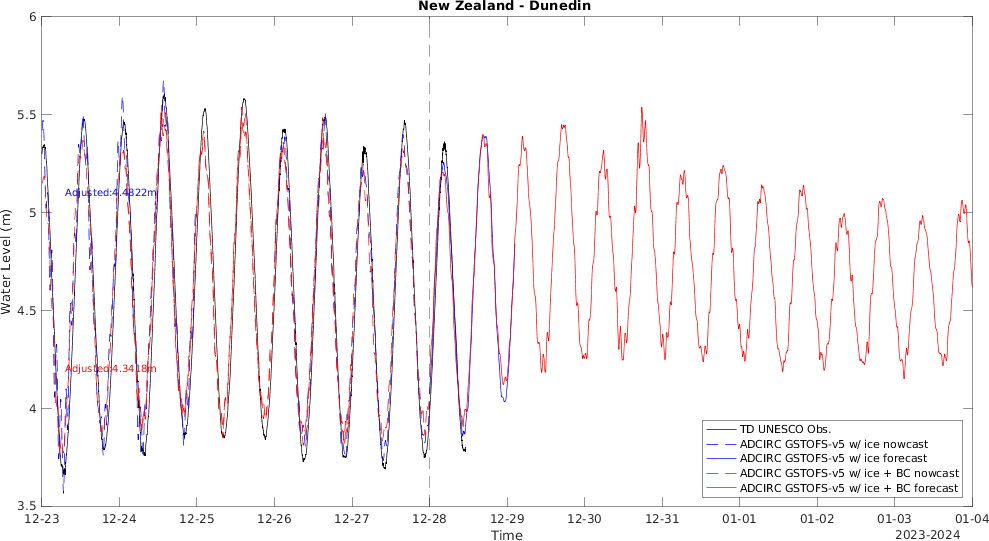 New Zealand - Dunedin
Water Level (m)
6
5.5
5
4.5
4
3.5
Adjusted:4.4822m
Adjusted:4.3418m
TD UNESCO Obs.
ADCIRC GSTOFS-v5 w/ ice nowcast
ADCIRC GSTOFS-v5 w/ ice forecast
ADCIRC GSTOFS-v5 w/ ice + BC nowcast
ADCIRC GSTOFS-v5 w/ ice + BC forecast
12-23 12-24 12-25 12-26 12-27 12-28 12-29 12-30 12-31 01-01 01-02 01-03 01-04
2023-2024
Time